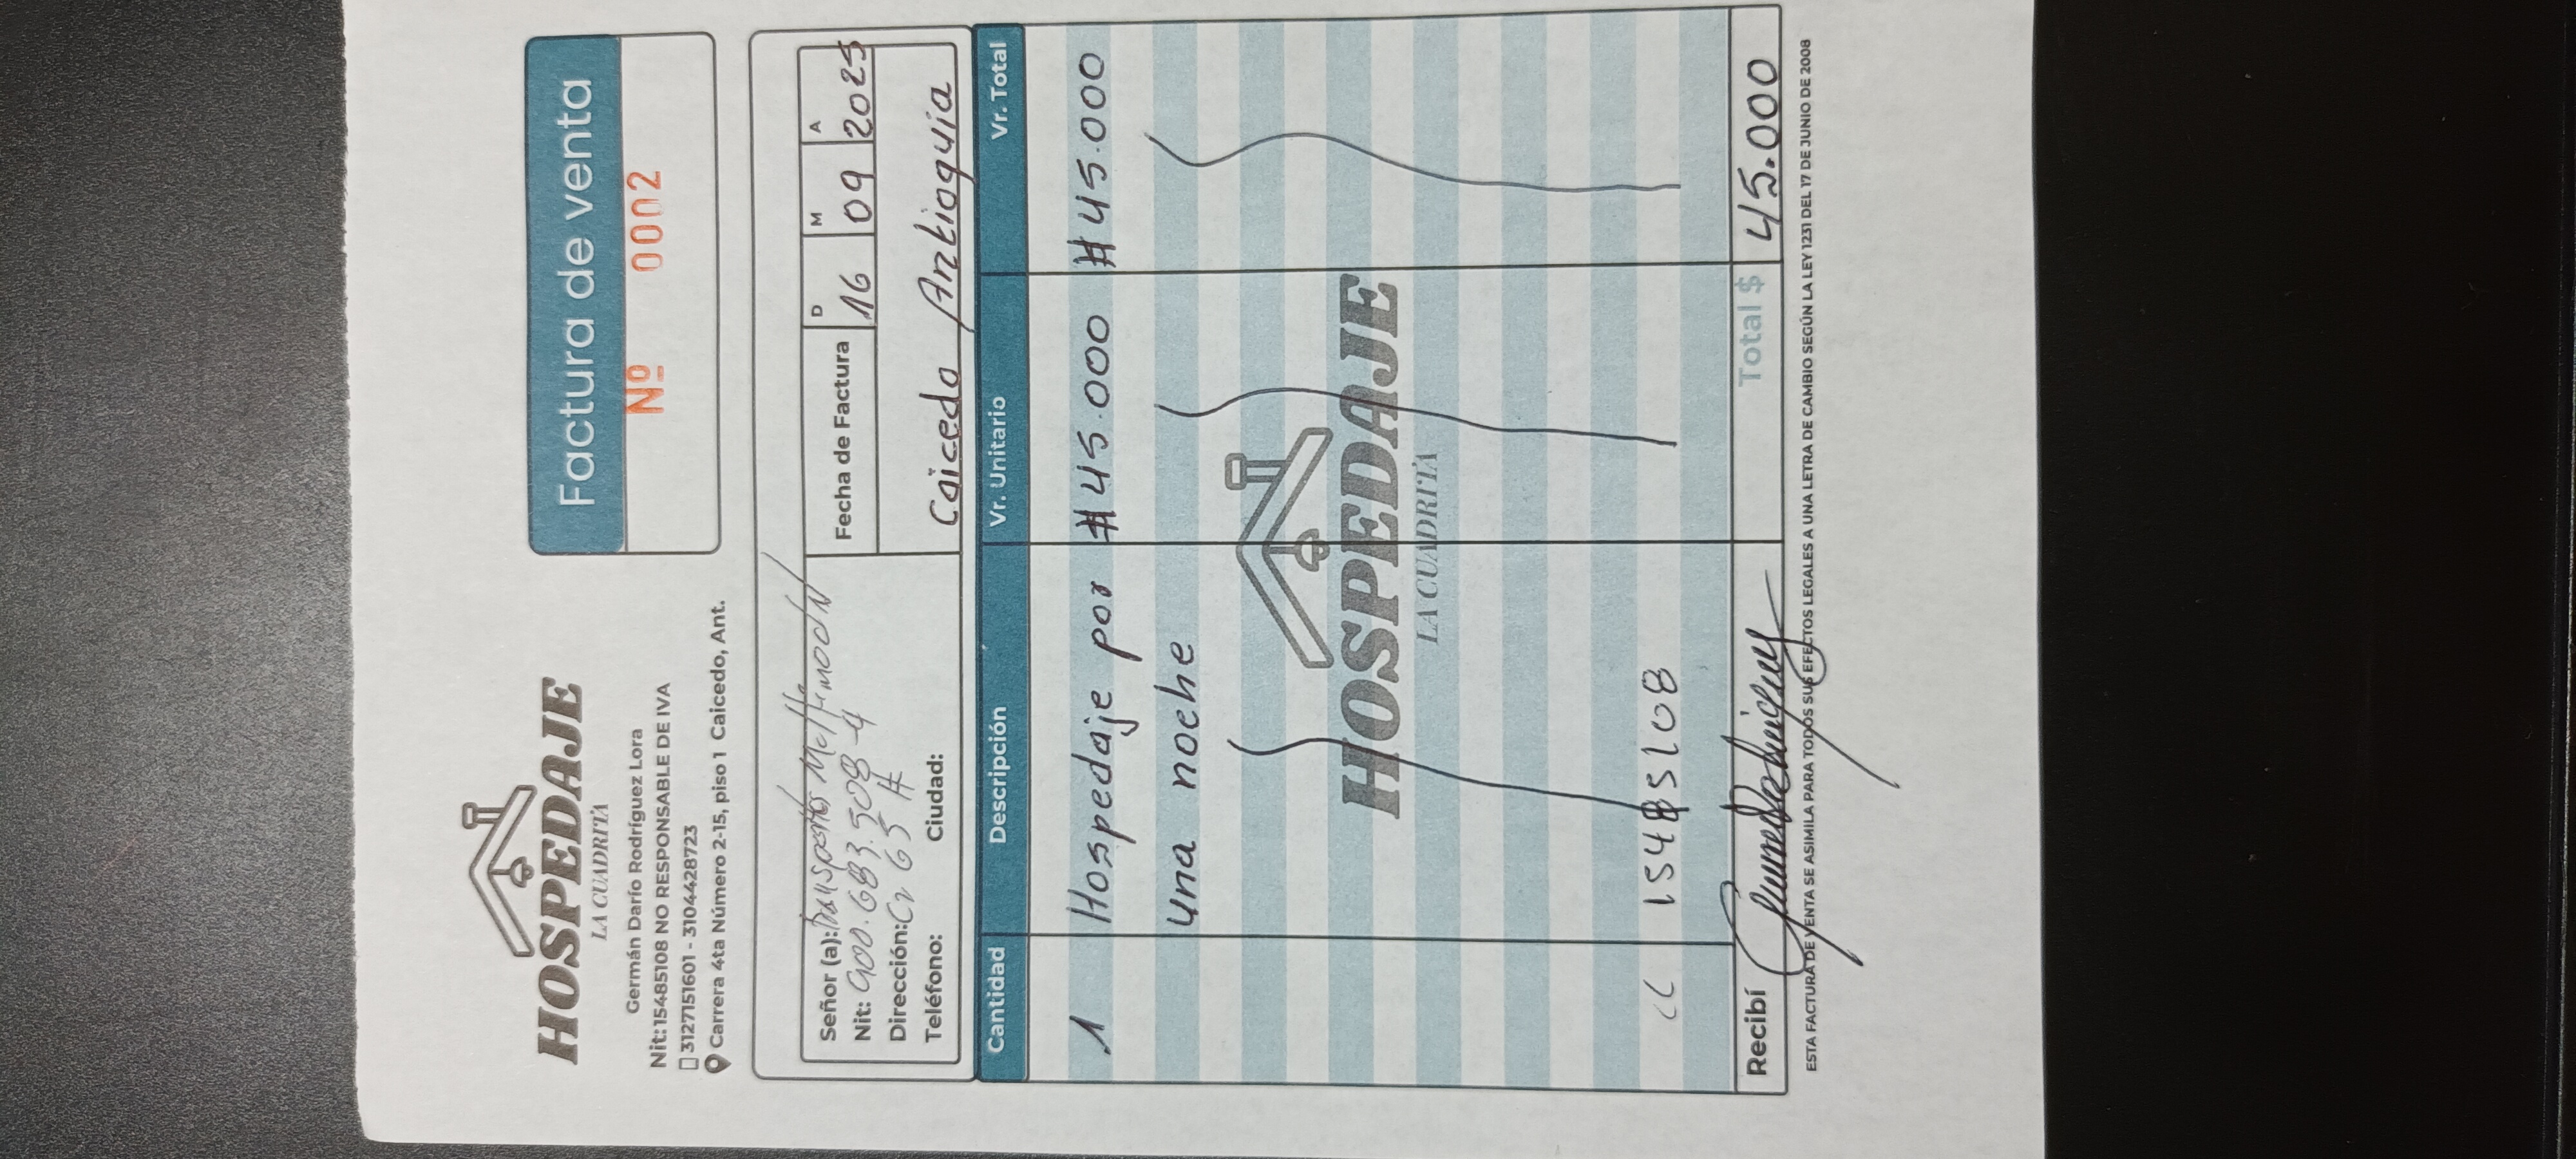 HOSPEDAJE
LA CUADRITA
Germán Darío Rodríguez Lora
Nit: 15485108 NO RESPONSABLE DE IVA
3127151601 - 3104428723
Carrera 4ta Número 2-15, piso 1 Caicedo, Ant.
Factura de venta
Nº 0002
Señor (a): Transportes
Nit: 900.683.508-4
Dirección: Cr 65 #
Teléfono: Ciudad:
Fecha de Factura D 16 M 09 A 2025
Caicedo Antioquia
Cantidad Descripción Vr. Unitario Vr. Total
1 Hospedaje por $45.000 $45.000
una noche
HOSPEDAJE
LA CUADRITA
CC 15485108
Recibí Total $ 45.000
ESTA FACTURA DE VENTA SE ASIMILA PARA TODOS SUS EFECTOS LEGALES A UNA LETRA DE CAMBIO SEGÚN LA LEY 1231 DEL 17 DE JUNIO DE 2008